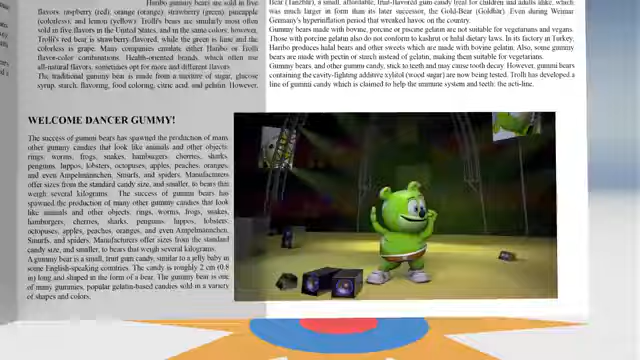 Haribo gummy bears are sold in five
flavors: raspberry (red); orange (orange); strawberry (green); pineapple
(colorless); and lemon (yellow). Trolli's bears are similarly most often
sold in five flavors in the United States, and in the same colors; however,
Trolli's red bear is strawberry-flavored, while the green is lime and the
colorless is grape. Many companies emulate either Haribo or Trolli
flavor-color combinations. Health-oriented brands, which often use
all-natural flavors, sometimes opt for more and different flavors.
The, traditional gummy bear is made from a mixture of sugar, glucose
syrup, starch, flavoring, food coloring, citric acid, and gelatin. However,
Bear (Tanzbär), a small, affordable, fruit-flavored gum candy treat for children and adults alike, which
was much larger in form than its later successor, the Gold-Bear (Goldbär). Even during Weimar
Germany's hyperinflation period that wreaked havoc on the country.
Gummy bears made with bovine, porcine or piscine gelatin are not suitable for vegetarians and vegans.
Those with porcine gelatin also do not conform to kashrut or halal dietary laws. In its factory in Turkey,
Haribo produces halal bears and other sweets which are made with bovine gelatin. Also, some gummy
bears are made with pectin or starch instead of gelatin, making them suitable for vegetarians.
Gummy bears, and other gummi candy, stick to teeth and may cause tooth decay. However, gummi bears
containing the cavity-fighting additive xylitol (wood sugar) are now being tested. Trolli has developed a
line of gummi candy which is claimed to help the immune system and teeth: the acti-line.
WELCOME DANCER GUMMY!
The success of gummi bears has spawned the production of many
other gummy candies that look like animals and other objects:
rings, worms, frogs, snakes, hamburgers, cherries, sharks,
penguins, hippos, lobsters, octopuses, apples, peaches, oranges,
and even Ampelmännchen, Smurfs, and spiders. Manufacturers
offer sizes from the standard candy size, and smaller, to bears that
weigh several kilograms. The success of gummi bears has
spawned the production of many other gummy candies that look
like animals and other objects: rings, worms, frogs, snakes,
hamburgers, cherries, sharks, penguins, hippos, lobsters,
octopuses, apples, peaches, oranges, and even Ampelmännchen,
Smurfs, and spiders. Manufacturers offer sizes from the standard
candy size, and smaller, to bears that weigh several kilograms.
A gummy bear is a small, fruit gum candy, similar to a jelly baby in
some English-speaking countries. The candy is roughly 2 cm (0.8
in) long and shaped in the form of a bear. The gummy bear is one
of many gummies, popular gelatin-based candies sold in a variety
of shapes and colors.